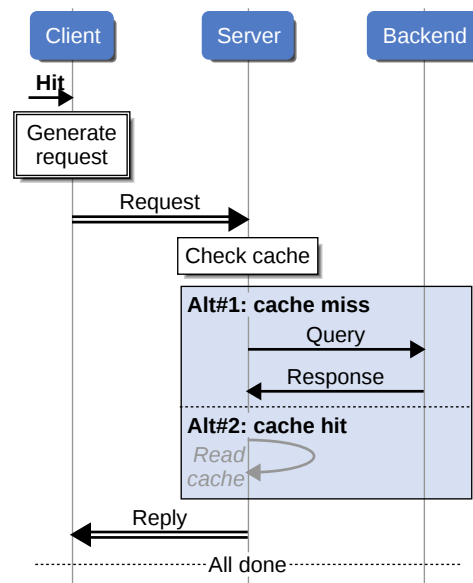 Client
Server
Backend
Hit
Generate
request
Request
Check cache
Alt#1: cache miss
Query
Response
Alt#2: cache hit
Read
cache
Reply
All done